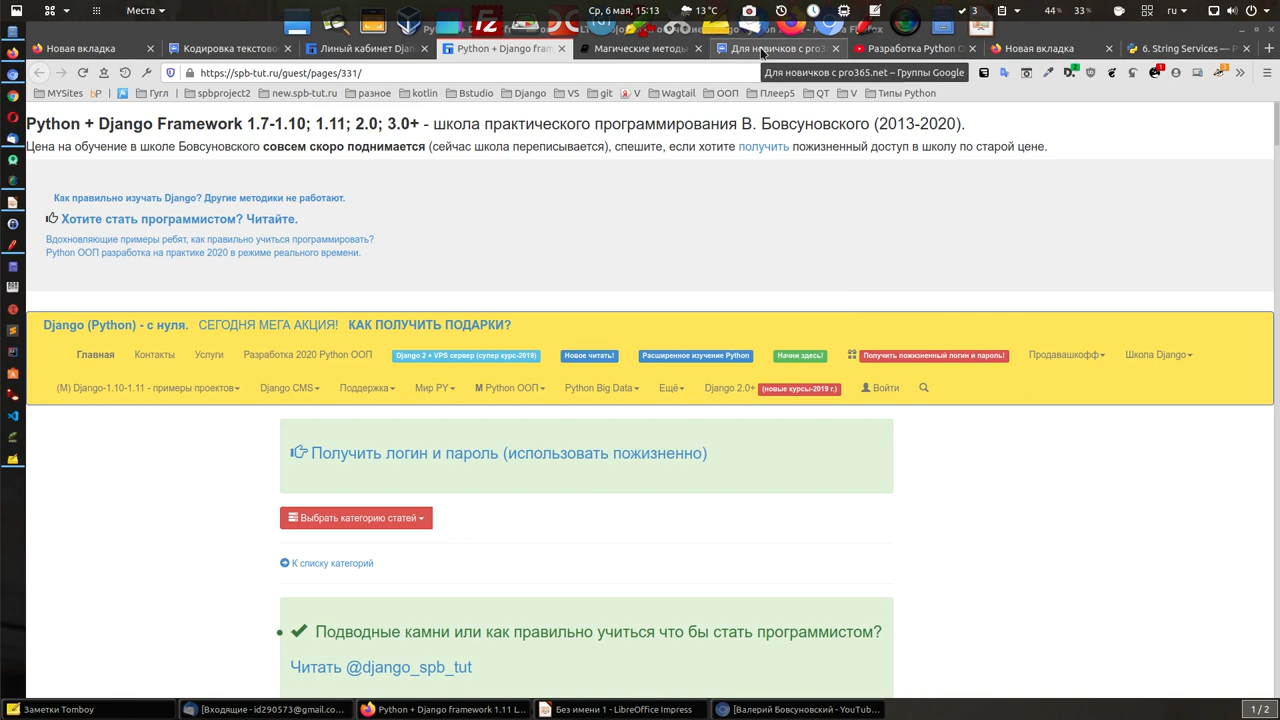 Места
Ср, 6 мая, 15:13
13 °C
44%
33%
Новая вкладка
Кодировка текстово
Линый кабинет Djan
Python + Django fram
Магические методы
Для новичков с pro3
Разработка Python О
Новая вкладка
6. String Services — P
https://spb-tut.ru/guest/pages/331/
Для новичков с pro365.net – Группы Google
MYSites
bP
Гугл
spbproject2
new.spb-tut.ru
разное
kotlin
Bstudio
Django
VS
git
V
Wagtail
ООП
Плеер5
QT
V
Типы Python
Python + Django Framework 1.7-1.10; 1.11; 2.0; 3.0+ - школа практического программирования В. Бовсуновского (2013-2020).
Цена на обучение в школе Бовсуновского совсем скоро поднимается (сейчас школа переписывается), спешите, если хотите получить пожизненный доступ в школу по старой цене.
Как правильно изучать Django? Другие методики не работают.
Хотите стать программистом? Читайте.
Вдохновляющие примеры ребят, как правильно учиться программировать?
Python ООП разработка на практике 2020 в режиме реального времени.
Django (Python) - с нуля. СЕГОДНЯ МЕГА АКЦИЯ! КАК ПОЛУЧИТЬ ПОДАРКИ?
Главная Контакты Услуги Разработка 2020 Python ООП Django 2 + VPS сервер (супер курс-2019) Новое читать! Расширенное изучение Python Начни здесь! Получить пожизненный логин и пароль! Продавашкофф Школа Django
(М) Django-1.10-1.11 - примеры проектов Django CMS Поддержка Мир PY М Python ООП Python Big Data Ещё Django 2.0+ (новые курсы-2019 г.) Войти
Получить логин и пароль (использовать пожизненно)
Выбрать категорию статей
К списку категорий
Подводные камни или как правильно учиться что бы стать программистом?
Читать @django_spb_tut
Заметки Tomboy
[Входящие - id290573@gmail.co...
Python + Django framework 1.11 L...
Без имени 1 - LibreOffice Impress
[Валерий Бовсуновский - YouTub...
1 / 2